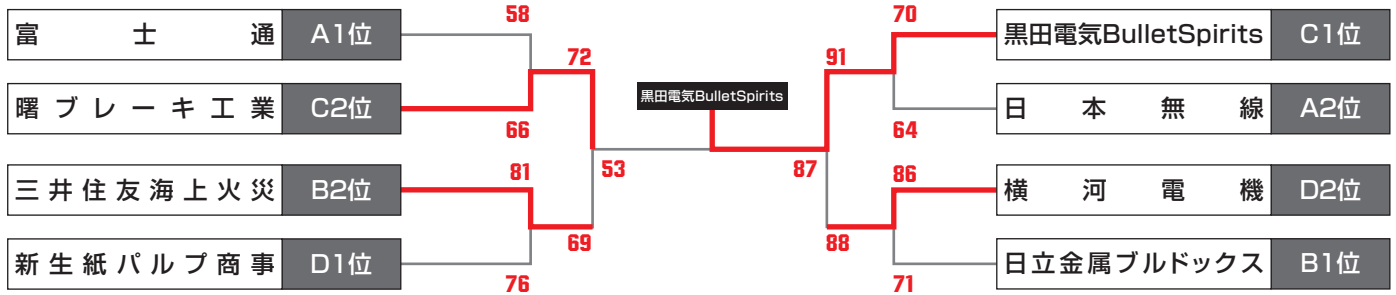 富士通 A1位
58
曙ブレーキ工業 C2位
66
72
三井住友海上火災 B2位
81
新生紙パルプ商事 D1位
76
69
53
黒田電気BulletSpirits
87
91
88
70
黒田電気BulletSpirits C1位
64
日本無線 A2位
86
横河電機 D2位
71
日立金属ブルドックス B1位